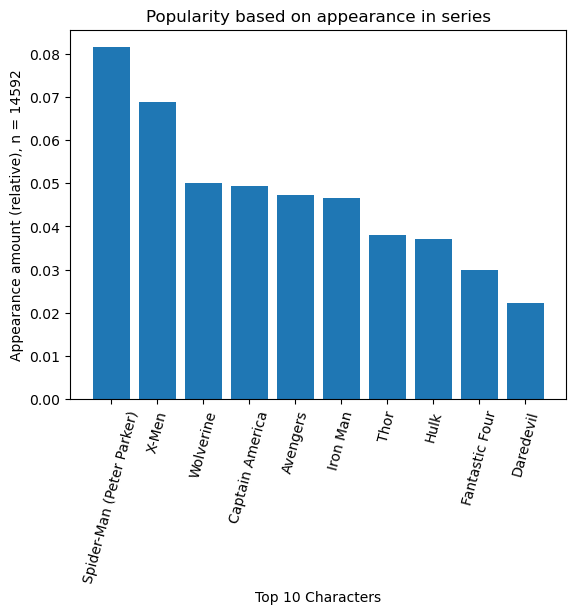 Popularity based on appearance in series
Appearance amount (relative), n = 14592
0.08
0.07
0.06
0.05
0.04
0.03
0.02
0.01
0.00
Spider-Man (Peter Parker)
X-Men
Wolverine
Captain America
Avengers
Iron Man
Thor
Hulk
Fantastic Four
Daredevil
Top 10 Characters